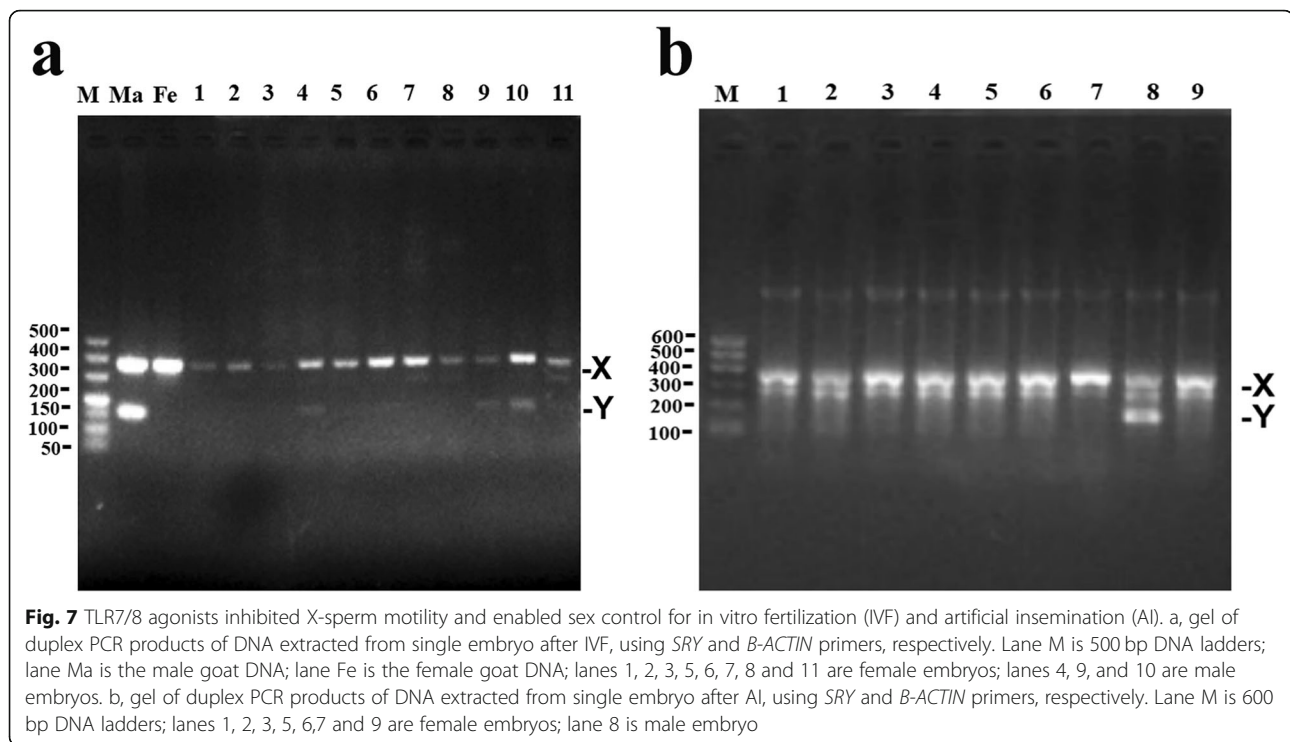 a
M Ma Fe 1 2 3 4 5 6 7 8 9 10 11
500-
400-
300-
200-
150-
100-
50-
-X
-Y
b
M 1 2 3 4 5 6 7 8 9
600-
500-
400-
300-
200-
100-
-X
-Y
Fig. 7 TLR7/8 agonists inhibited X-sperm motility and enabled sex control for in vitro fertilization (IVF) and artificial insemination (AI). a, gel of
duplex PCR products of DNA extracted from single embryo after IVF, using SRY and B-ACTIN primers, respectively. Lane M is 500 bp DNA ladders;
lane Ma is the male goat DNA; lane Fe is the female goat DNA; lanes 1, 2, 3, 5, 6, 7, 8 and 11 are female embryos; lanes 4, 9, and 10 are male
embryos. b, gel of duplex PCR products of DNA extracted from single embryo after AI, using SRY and B-ACTIN primers, respectively. Lane M is 600
bp DNA ladders; lanes 1, 2, 3, 5, 6,7 and 9 are female embryos; lane 8 is male embryo